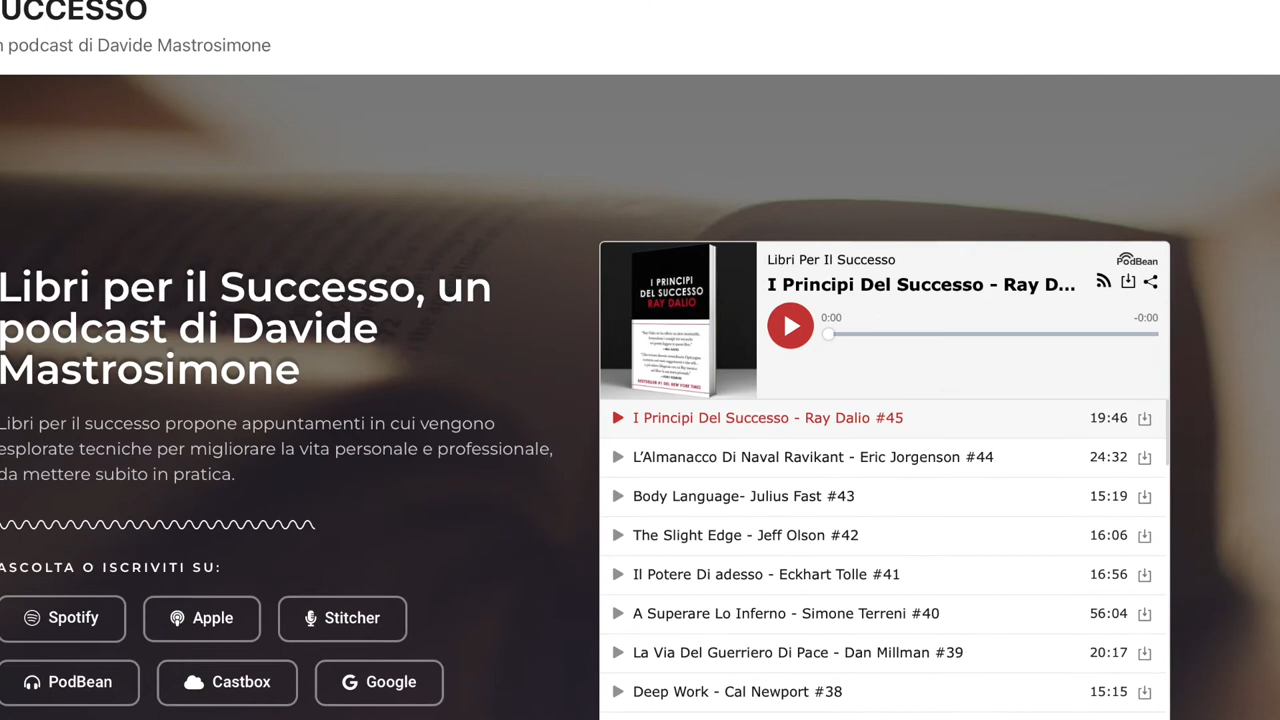 UCCESSO
n podcast di Davide Mastrosimone
Libri per il Successo, un
podcast di Davide
Mastrosimone
Libri per il successo propone appuntamenti in cui vengono
esplorate tecniche per migliorare la vita personale e professionale,
da mettere subito in pratica.
ASCOLTA O ISCRIVITI SU:
Spotify
Apple
Stitcher
PodBean
Castbox
Google
I PRINCIPI
DEL SUCCESSO
RAY DALIO
BESTSELLER #1 DEL NEW YORK TIMES
Libri Per Il Successo
PodBean
I Principi Del Successo - Ray D...
0:00
-0:00
I Principi Del Successo - Ray Dalio #45 19:46
L’Almanacco Di Naval Ravikant - Eric Jorgenson #44 24:32
Body Language- Julius Fast #43 15:19
The Slight Edge - Jeff Olson #42 16:06
Il Potere Di adesso - Eckhart Tolle #41 16:56
A Superare Lo Inferno - Simone Terreni #40 56:04
La Via Del Guerriero Di Pace - Dan Millman #39 20:17
Deep Work - Cal Newport #38 15:15